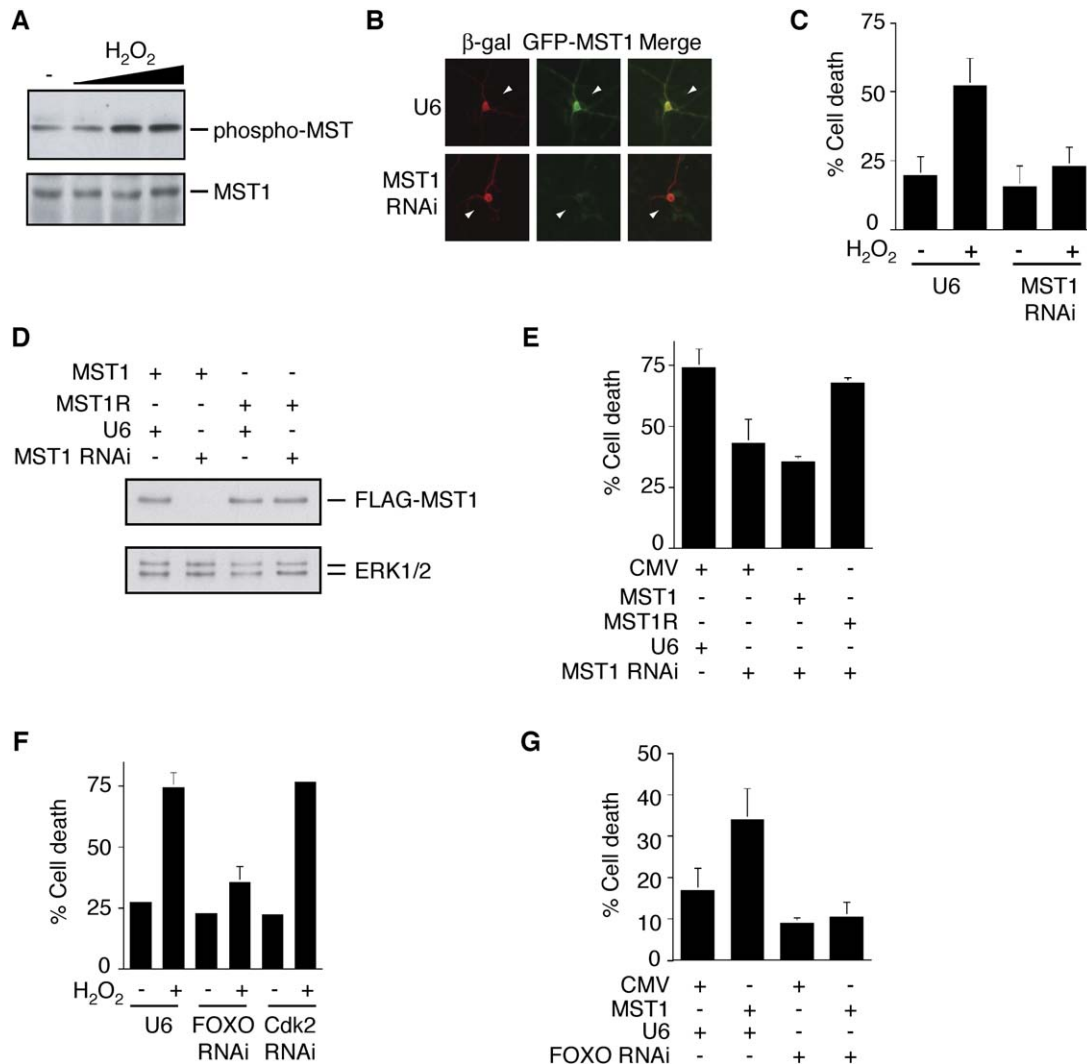 A
H2O2
-
phospho-MST
MST1
B
β-gal GFP-MST1 Merge
U6
MST1
RNAi
C
% Cell death
75
50
25
0
H2O2 - + - +
U6 MST1
RNAi
D
MST1 + + - -
MST1R - - + +
U6 + - + -
MST1 RNAi - + - +
FLAG-MST1
ERK1/2
E
% Cell death
75
50
25
0
CMV + + - -
MST1 - - + -
MST1R - - - +
U6 + - - -
MST1 RNAi - + + +
F
% Cell death
75
50
25
0
H2O2 - + - + - +
U6 FOXO Cdk2
RNAi RNAi
G
% Cell death
50
40
30
20
10
0
CMV + - + -
MST1 - + - +
U6 + + - -
FOXO RNAi - - + +